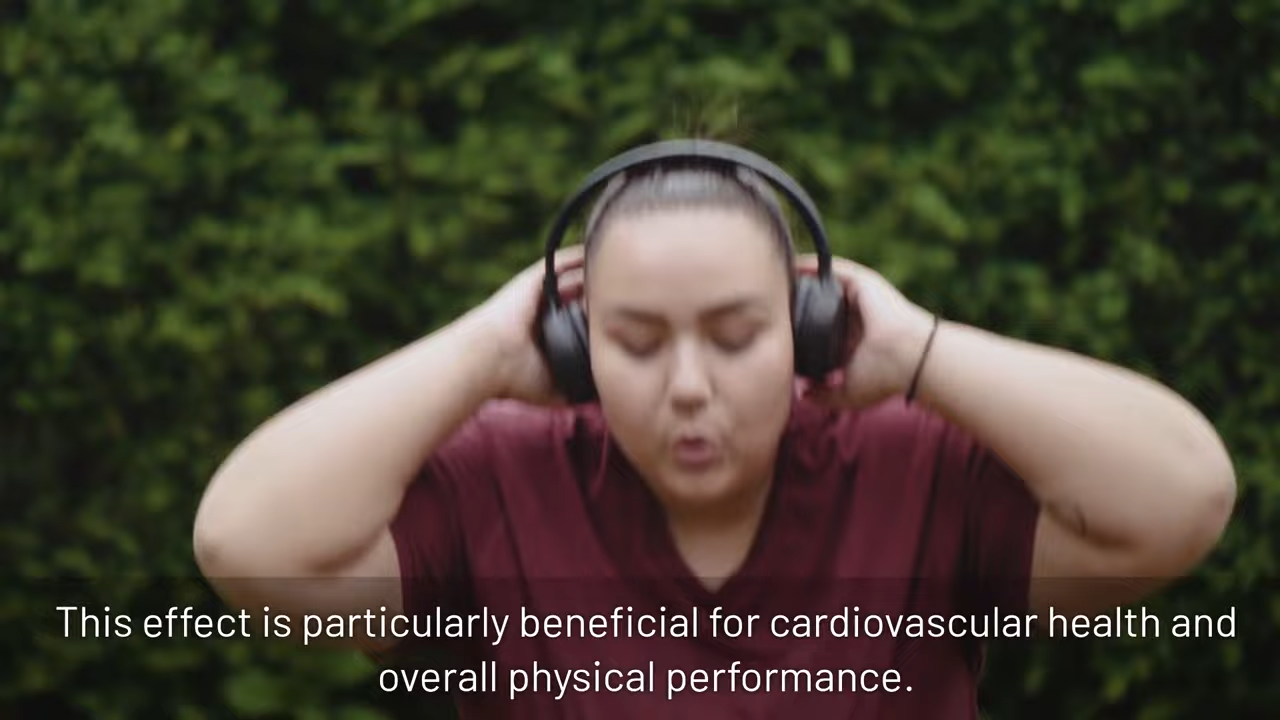 This effect is particularly beneficial for cardiovascular health and
overall physical performance.